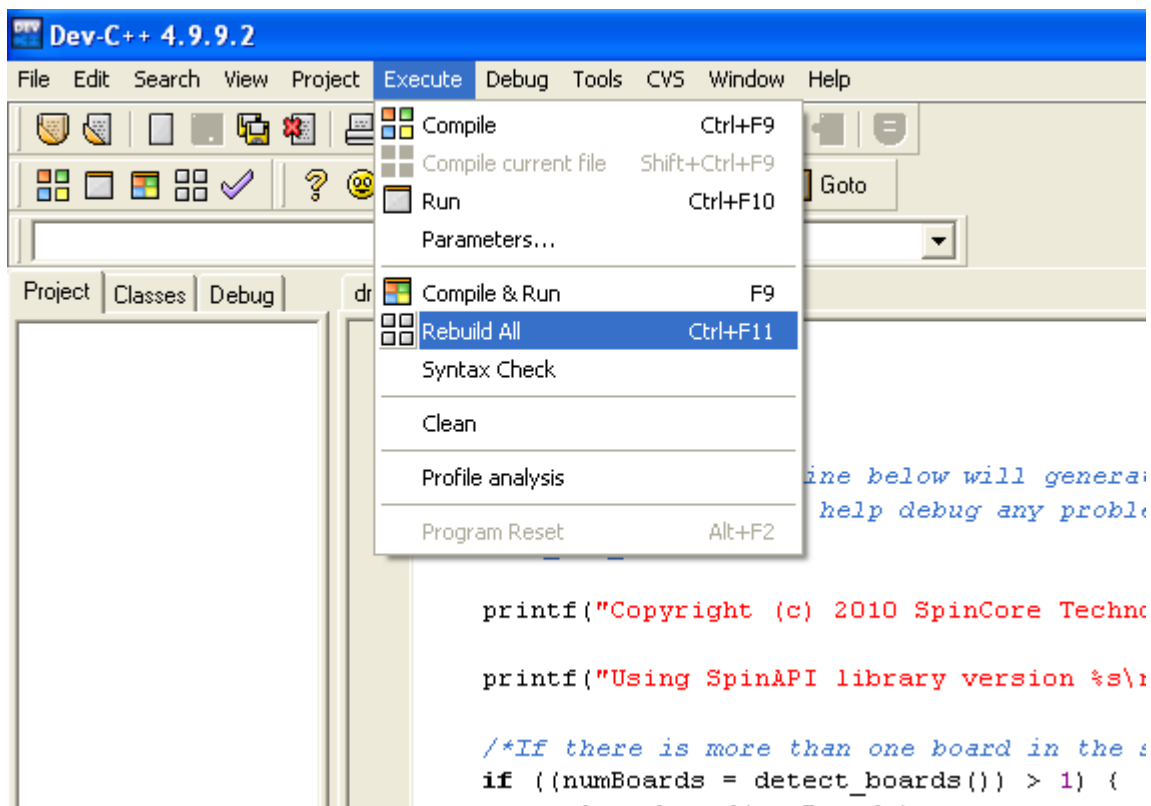 Dev-C++ 4.9.9.2
File Edit Search View Project Execute Debug Tools CVS Window Help
Compile Ctrl+F9
Compile current file Shift+Ctrl+F9
Goto
Run Ctrl+F10
Parameters...
Project Classes Debug
Compile & Run F9
Rebuild All Ctrl+F11
Syntax Check
Clean
Profile analysis
Program Reset Alt+F2
below will
help debug any
printf("Copyright (c) 2010 SpinCore
printf("Using SpinAPI library version %s\
/*If there is more than one board in the
if ((numBoards = detect_boards()) > 1) {